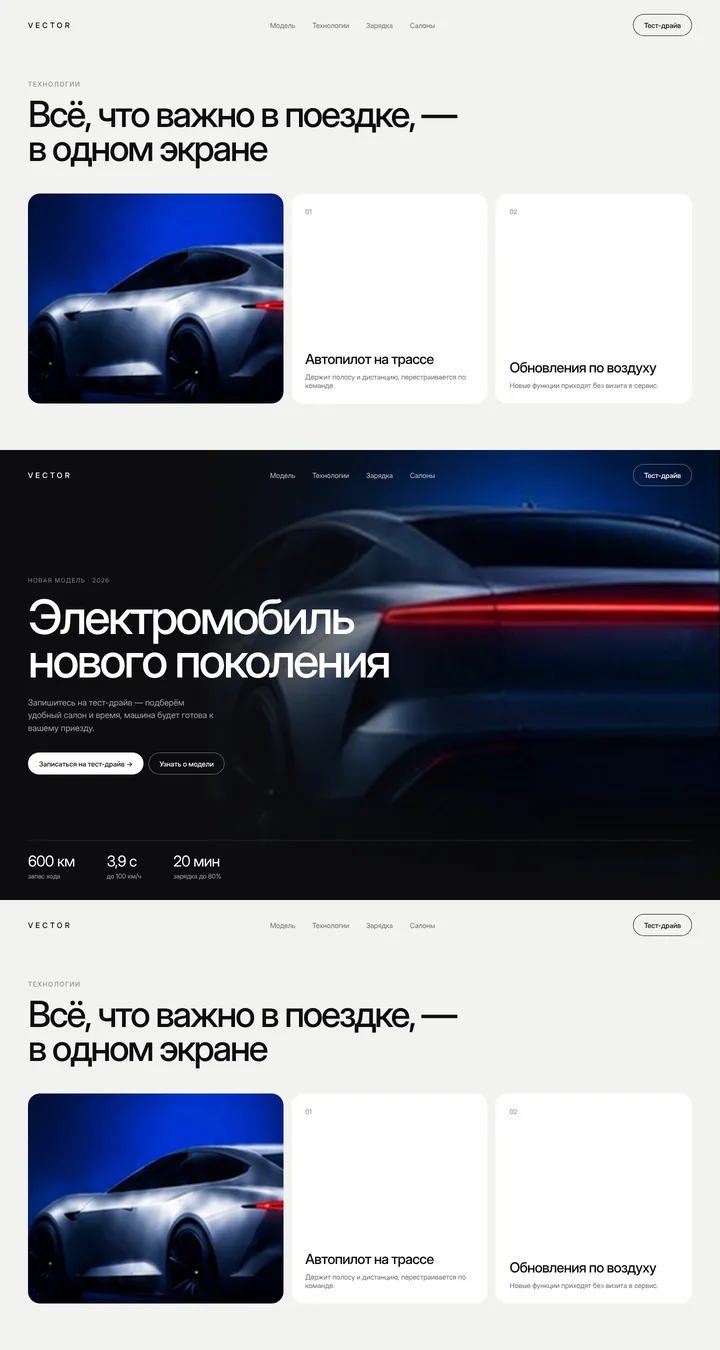 VECTOR
Модель Технологии Зарядка Салоны
Тест-драйв
ТЕХНОЛОГИИ
Всё, что важно в поездке, —
в одном экране
01
Автопилот на трассе
Держит полосу и дистанцию, перестраивается по
команде.
02
Обновления по воздуху
Новые функции приходят без визита в сервис.
VECTOR
Модель Технологии Зарядка Салоны
Тест-драйв
НОВАЯ МОДЕЛЬ · 2026
Электромобиль
нового поколения
Запишитесь на тест-драйв — подберём
удобный салон и время, машина будет готова к
вашему приезду.
Записаться на тест-драйв →
Узнать о модели
600 км
запас хода
3,9 с
до 100 км/ч
20 мин
зарядка до 80%
VECTOR
Модель Технологии Зарядка Салоны
Тест-драйв
ТЕХНОЛОГИИ
Всё, что важно в поездке, —
в одном экране
01
Автопилот на трассе
Держит полосу и дистанцию, перестраивается по
команде.
02
Обновления по воздуху
Новые функции приходят без визита в сервис.